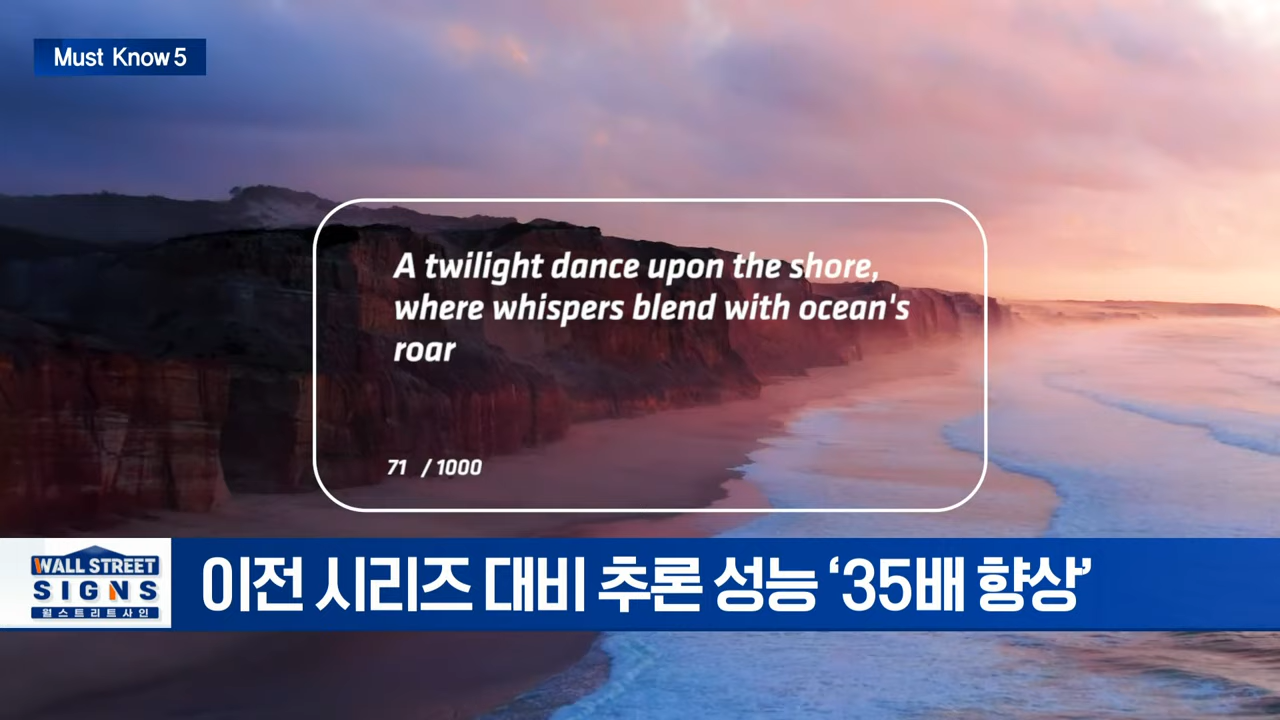 Must Know 5
A twilight dance upon the shore,
where whispers blend with ocean's
roar
71 / 1000
WALL STREET
SIGNS
월스트리트사인
이전 시리즈 대비 추론 성능 ‘35배 향상’